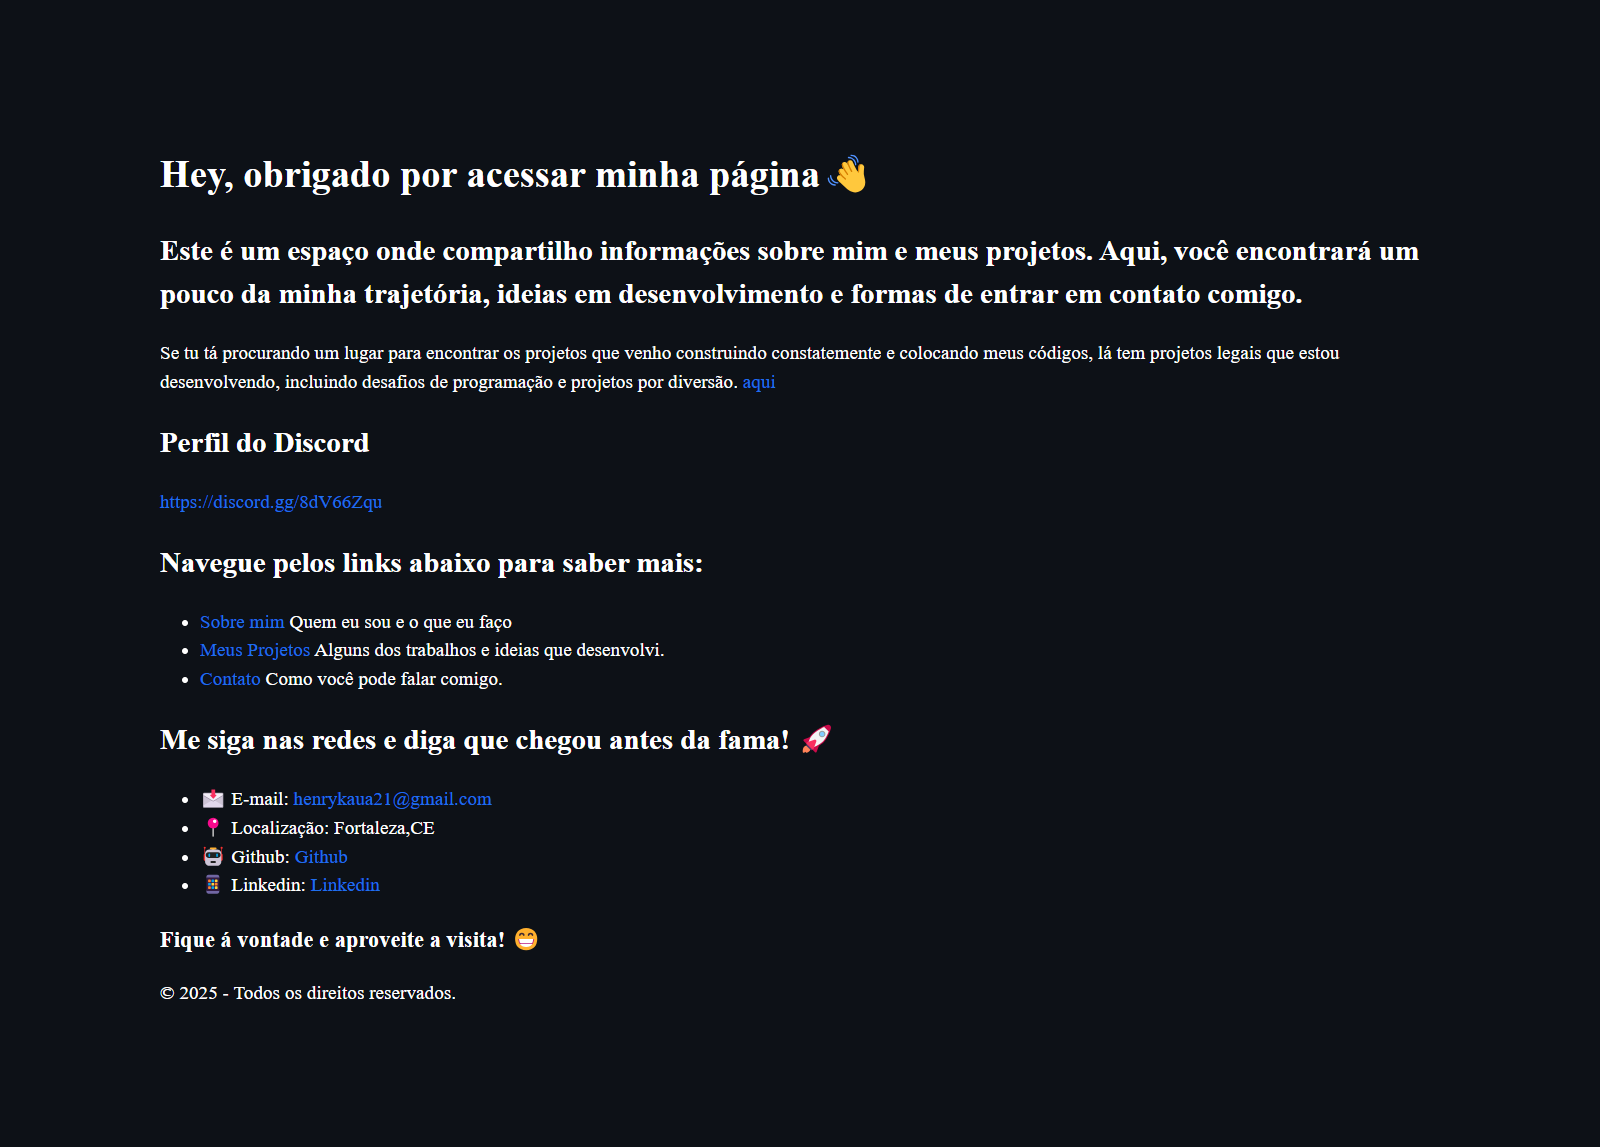 Hey, obrigado por acessar minha página 👋
Este é um espaço onde compartilho informações sobre mim e meus projetos. Aqui, você encontrará um
pouco da minha trajetória, ideias em desenvolvimento e formas de entrar em contato comigo.
Se tu tá procurando um lugar para encontrar os projetos que venho construindo constatemente e colocando meus códigos, lá tem projetos legais que estou
desenvolvendo, incluindo desafios de programação e projetos por diversão. aqui
Perfil do Discord
https://discord.gg/8dV66Zqu
Navegue pelos links abaixo para saber mais:
• Sobre mim Quem eu sou e o que eu faço
• Meus Projetos Alguns dos trabalhos e ideias que desenvolvi.
• Contato Como você pode falar comigo.
Me siga nas redes e diga que chegou antes da fama! 🚀
• 📩 E-mail: henrykaua21@gmail.com
• 📍 Localização: Fortaleza,CE
• 🤖 Github: Github
• 📱 Linkedin: Linkedin
Fique á vontade e aproveite a visita! 😁
© 2025 - Todos os direitos reservados.